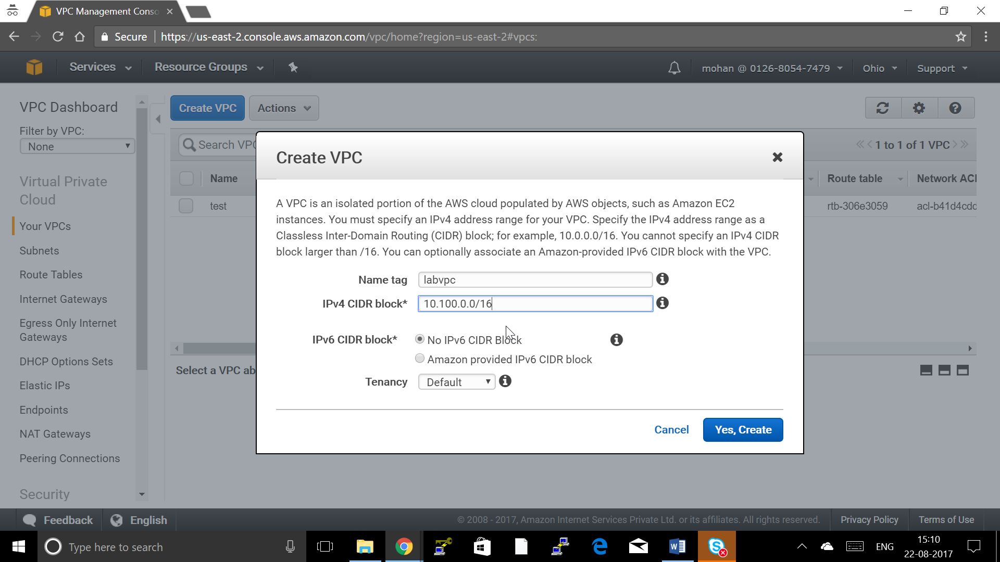 VPC Management Conso
Secure
https://us-east-2.console.aws.amazon.com/vpc/home?region=us-east-2#vpcs:
Services
Resource Groups
mohan @ 0126-8054-7479
Ohio
Support
VPC Dashboard
Filter by VPC:
None
Virtual Private
Cloud
Your VPCs
Subnets
Route Tables
Internet Gateways
Egress Only Internet
Gateways
DHCP Options Sets
Elastic IPs
Endpoints
NAT Gateways
Peering Connections
Security
Create VPC
Actions
Search VPC
1 to 1 of 1 VPC
Name
Route table
Network ACL
test
rtb-306e3059
acl-b41d4cdd
Select a VPC ab
Create VPC
A VPC is an isolated portion of the AWS cloud populated by AWS objects, such as Amazon EC2
instances. You must specify an IPv4 address range for your VPC. Specify the IPv4 address range as a
Classless Inter-Domain Routing (CIDR) block; for example, 10.0.0.0/16. You cannot specify an IPv4 CIDR
block larger than /16. You can optionally associate an Amazon-provided IPv6 CIDR block with the VPC.
Name tag
labvpc
IPv4 CIDR block*
10.100.0.0/16
IPv6 CIDR block*
No IPv6 CIDR Block
Amazon provided IPv6 CIDR block
Tenancy
Default
Cancel
Yes, Create
Feedback
English
© 2008 - 2017, Amazon Internet Services Private Ltd. or its affiliates. All rights reserved.
Privacy Policy
Terms of Use
Type here to search
ENG
15:10
22-08-2017